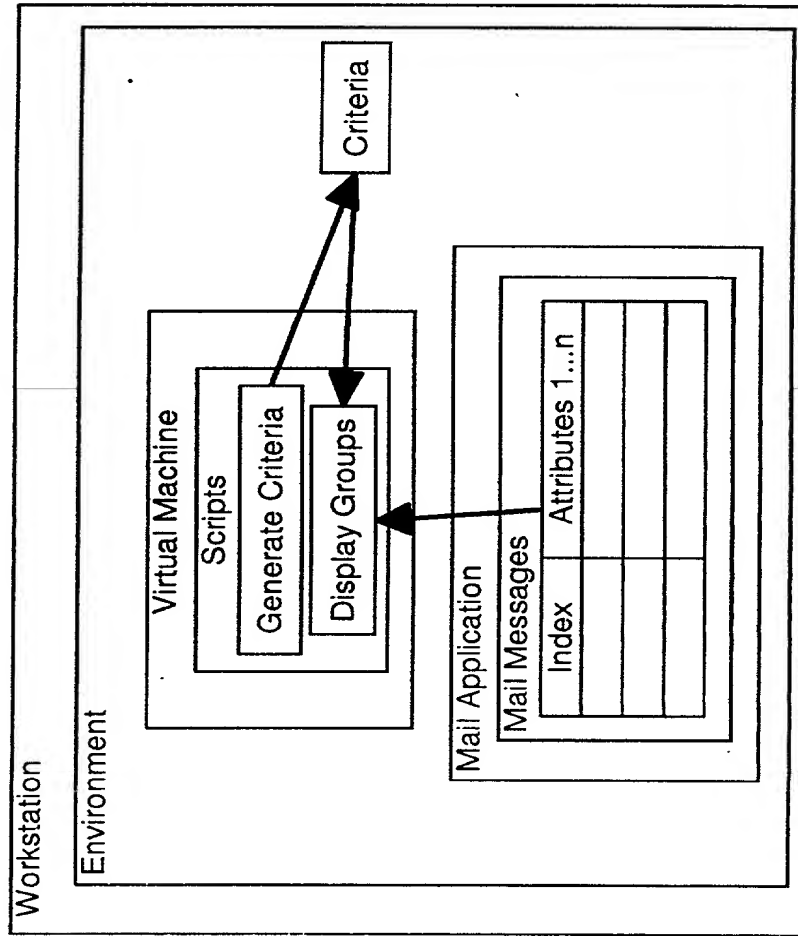 Workstation
Environment
Virtual Machine
Scripts
Generate Criteria
Display Groups
Criteria
Mail Application
Mail Messages
Index
Attributes 1...n